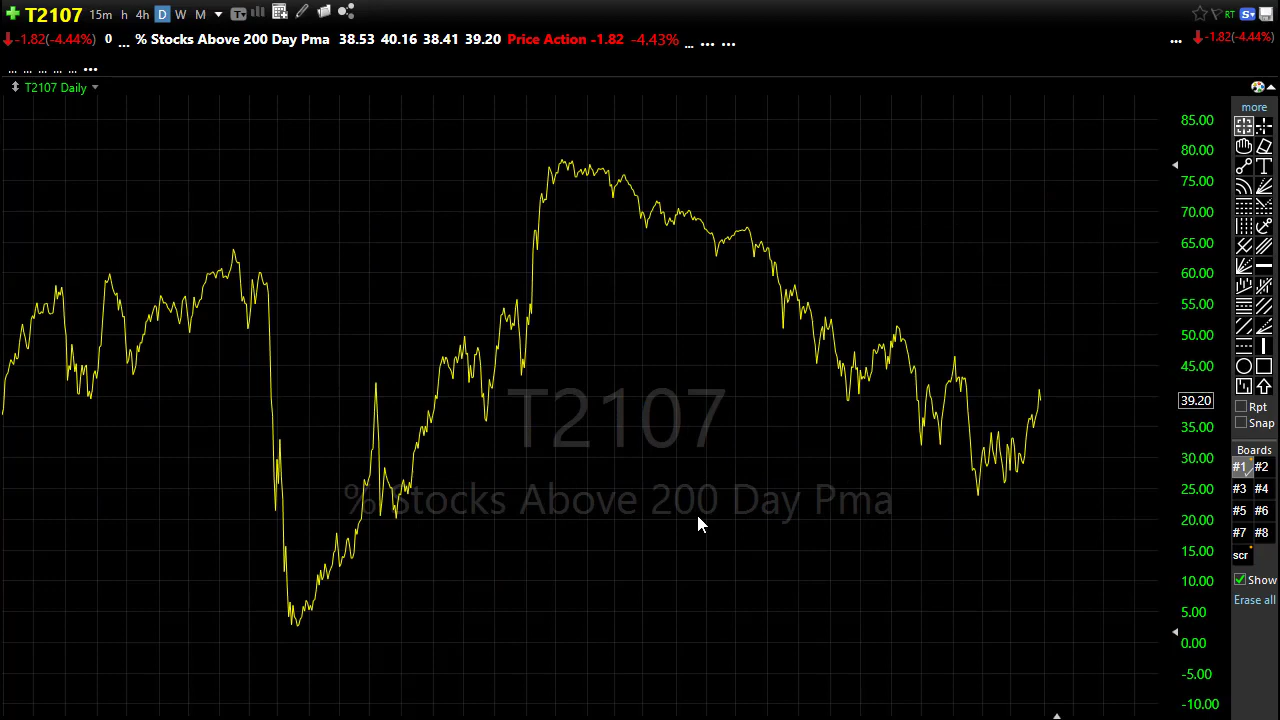 T2107 15m h 4h D W M T RT S
-1.82(-4.44%) 0 ... % Stocks Above 200 Day Pma 38.53 40.16 38.41 39.20 Price Action -1.82 -4.43% ... ... ... ... -1.82(-4.44%)
... ... ... ... ... ...
T2107 Daily
more
85.00
80.00
75.00
70.00
65.00
60.00
55.00
50.00
45.00
39.20
35.00
30.00
25.00
20.00
15.00
10.00
5.00
0.00
-5.00
-10.00
T2107
% Stocks Above 200 Day Pma
T
Rpt
Snap
Boards
#1 #2
#3 #4
#5 #6
#7 #8
scr
Show
Erase all